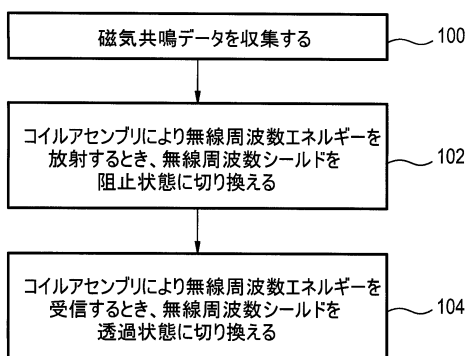 磁気共鳴データを収集する
100
コイルアセンブリにより無線周波数エネルギーを
放射するとき、無線周波数シールドを
阻止状態に切り換える
102
コイルアセンブリにより無線周波数エネルギーを
受信するとき、無線周波数シールドを
透過状態に切り換える
104